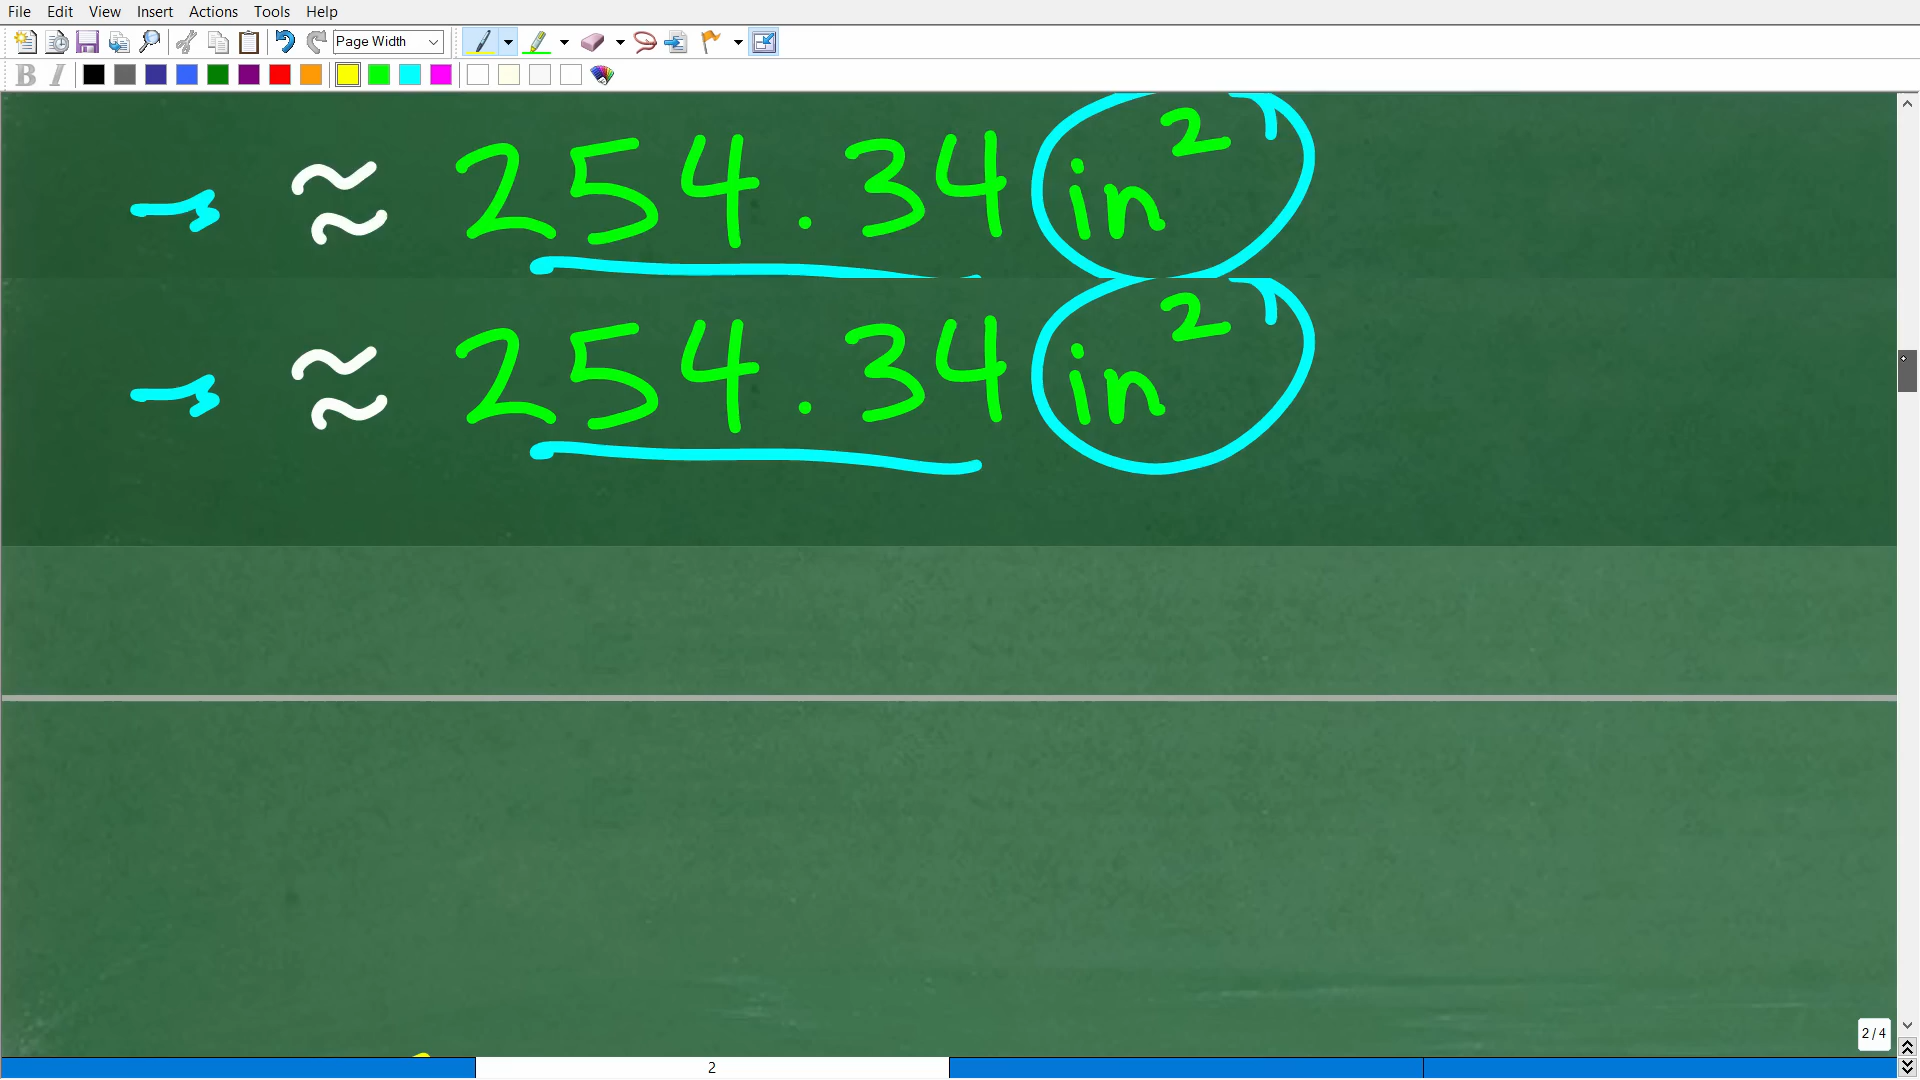 File Edit View Insert Actions Tools Help
Page Width
B I
→ ≈ 254.34 in²
→ ≈ 254.34 in²
2 / 4
2